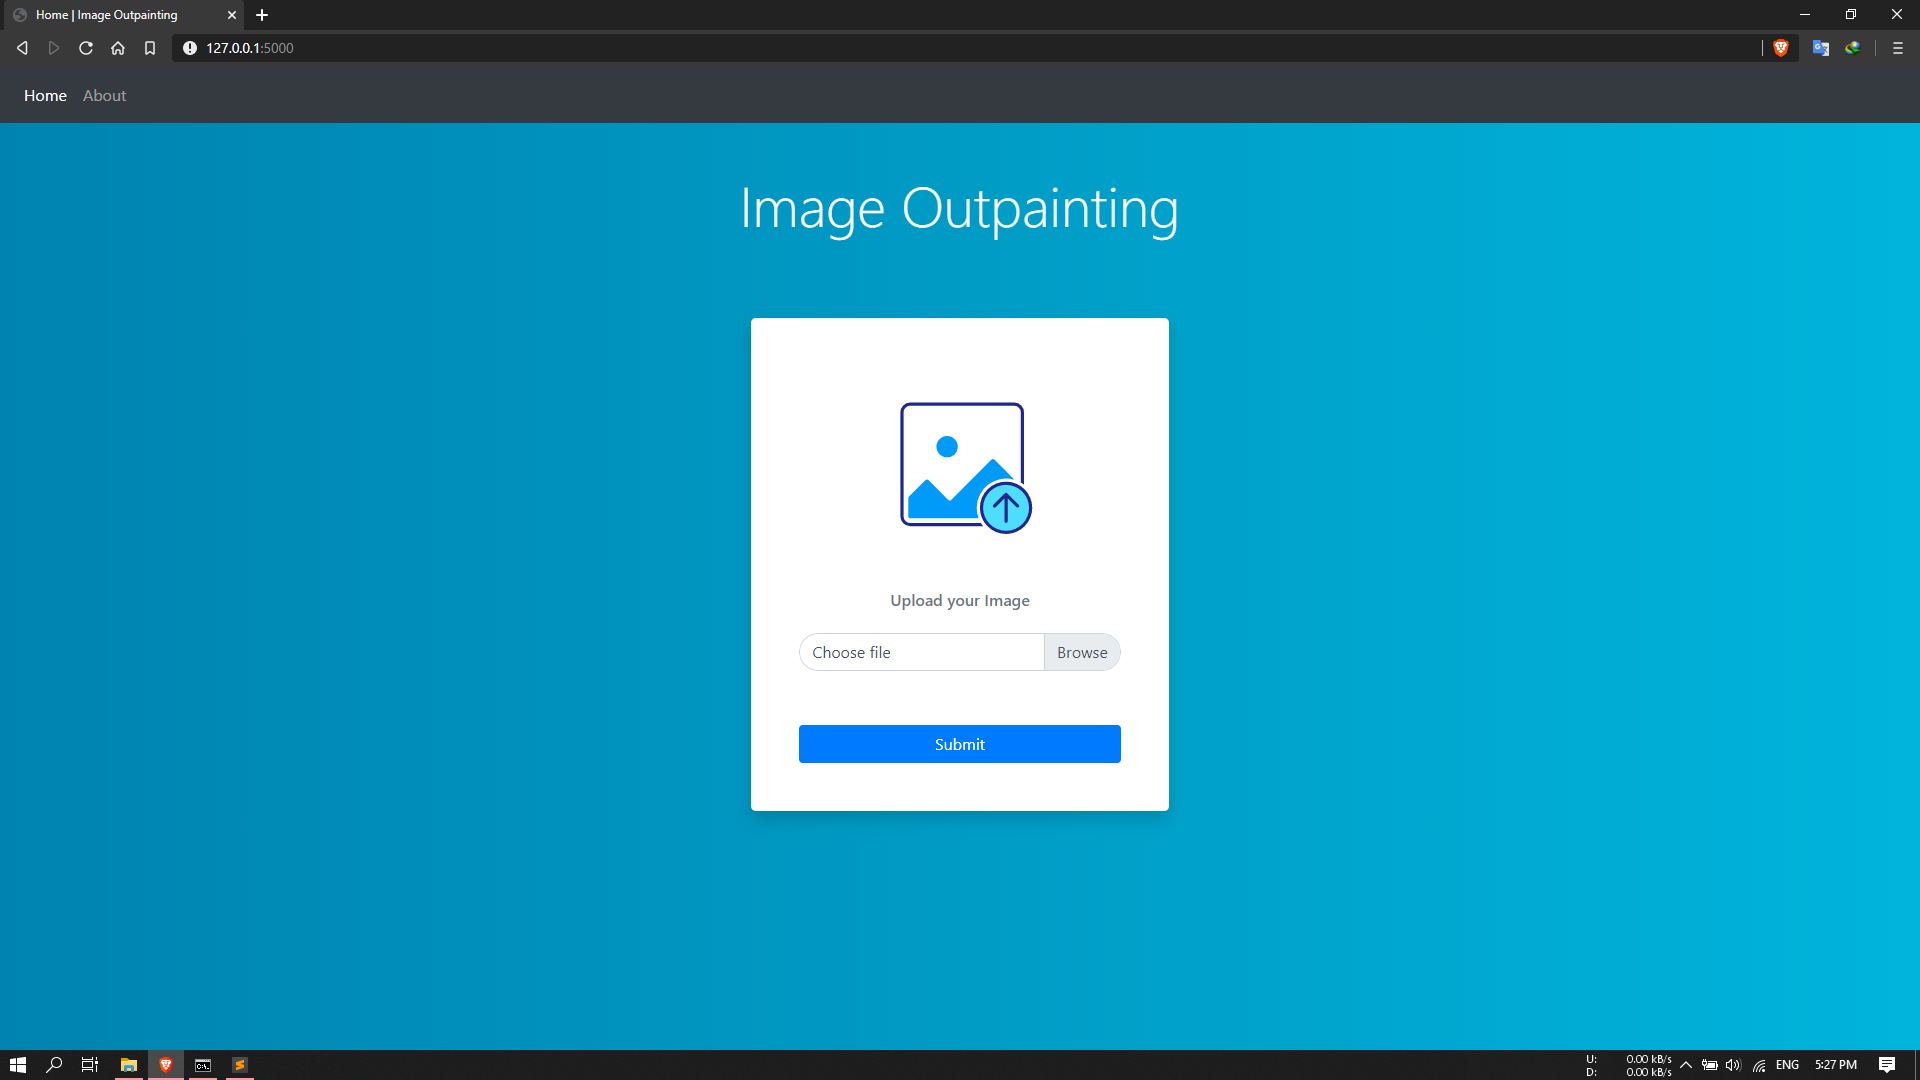 Home | Image Outpainting
127.0.0.1:5000
Home About
Image Outpainting
Upload your Image
Choose file Browse
Submit
U: 0.00 kB/s
D: 0.00 kB/s
ENG 5:27 PM